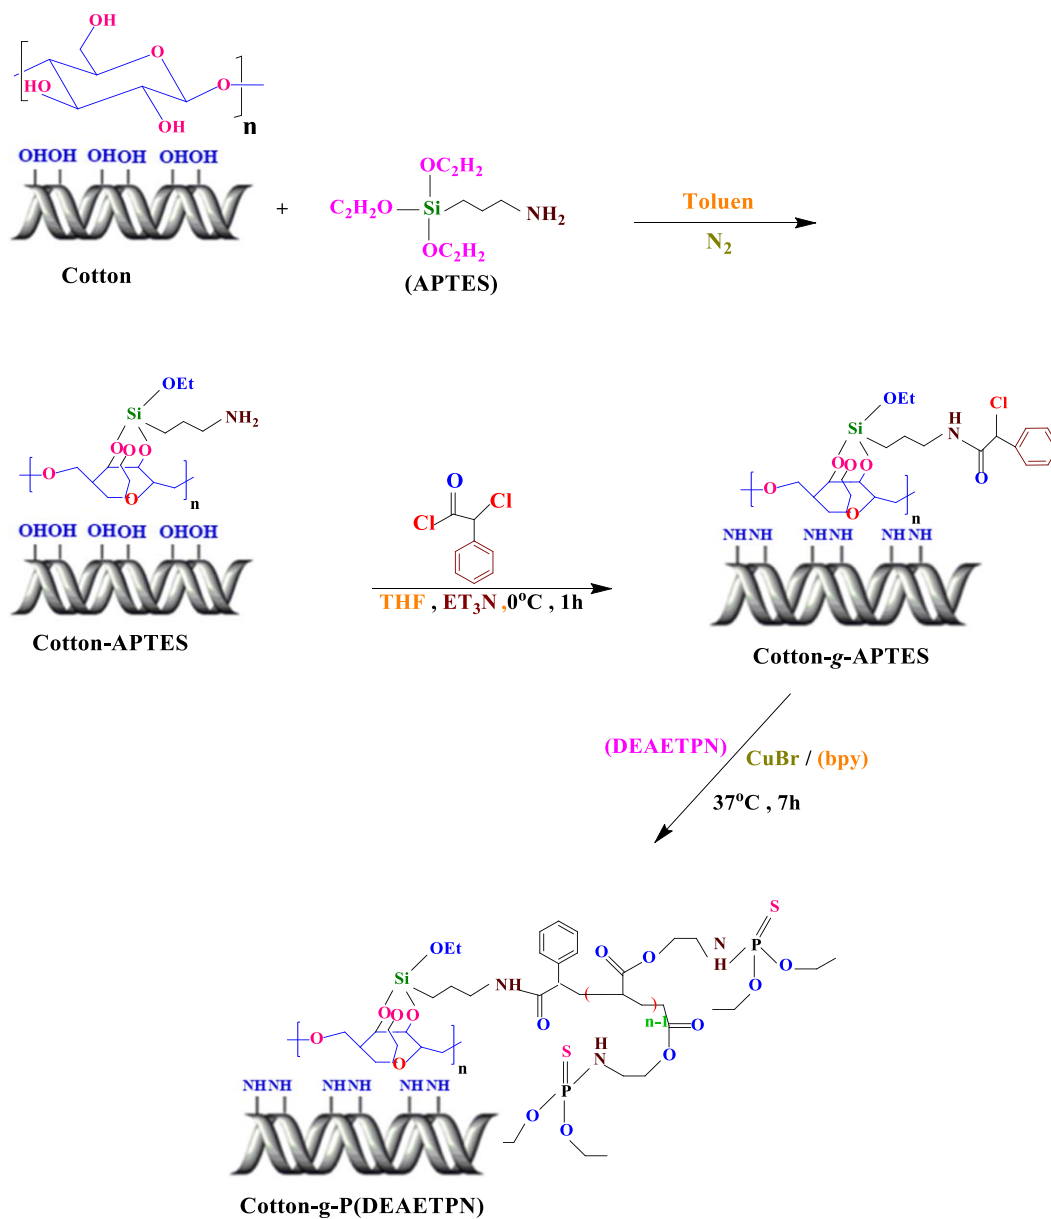 OH
O
HO
O
OH
n
OHOH OHOH OHOH
Cotton
+
OC₂H₂
C₂H₂O
Si
NH₂
OC₂H₂
(APTES)
Toluen
N₂
OEt
Si
NH₂
O O O
O
O
n
OHOH OHOH OHOH
Cotton-APTES
O
Cl
Cl
THF , ET₃N ,0°C , 1h
OEt
Cl
H
N
Si
O
O O O
O
O
n
NH NH NH NH NH NH
Cotton-g-APTES
(DEAETPN)
CuBr / (bpy)
37°C , 7h
S
N
H
P
O
O
O
O
OEt
Si
NH
O
( )
n-1
O
O
O O O
O
O
n
S
H
N
P
O
O
NH NH NH NH NH NH
Cotton-g-P(DEAETPN)